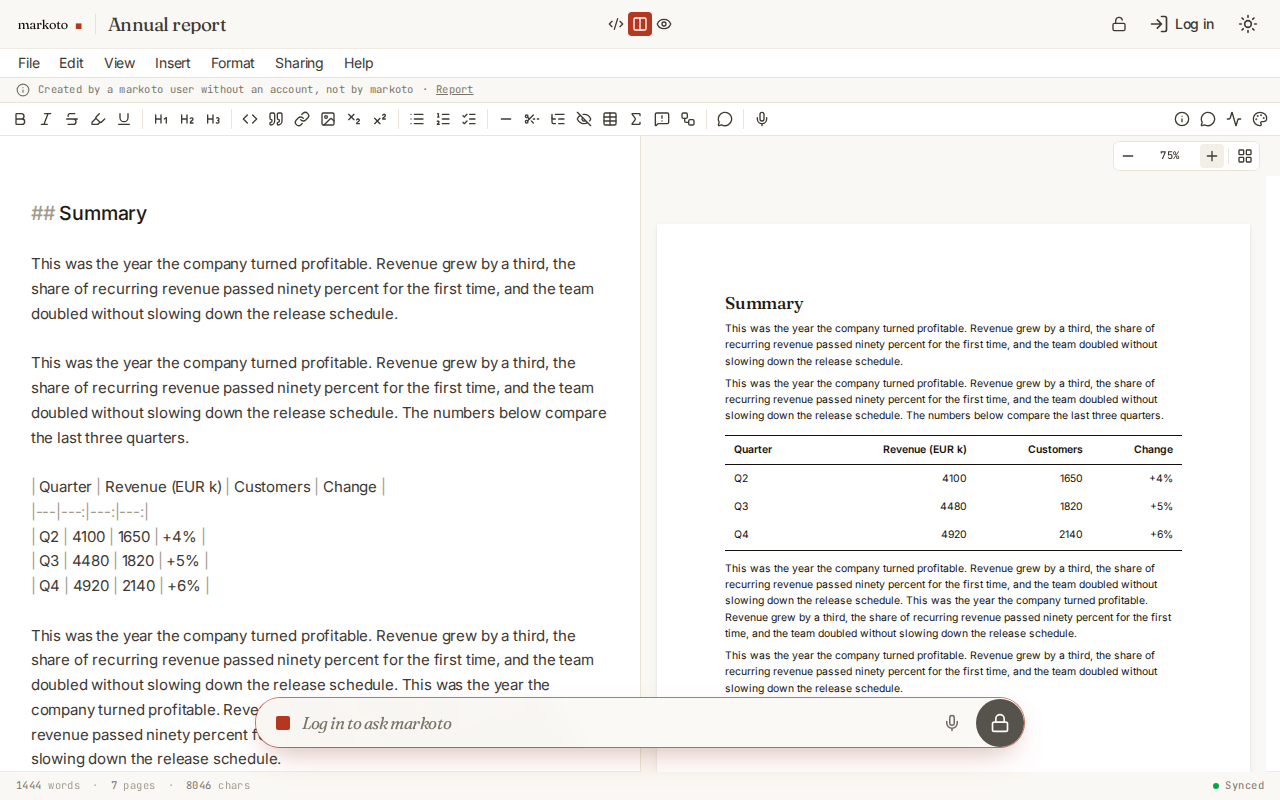 markoto
Annual report
Log in
File Edit View Insert Format Sharing Help
Created by a markoto user without an account, not by markoto · Report
B I S U H1 H2 H3 X2 X2
75%
## Summary
This was the year the company turned profitable. Revenue grew by a third, the
share of recurring revenue passed ninety percent for the first time, and the team
doubled without slowing down the release schedule.
This was the year the company turned profitable. Revenue grew by a third, the
share of recurring revenue passed ninety percent for the first time, and the team
doubled without slowing down the release schedule. The numbers below compare
the last three quarters.
| Quarter | Revenue (EUR k) | Customers | Change |
|---|---:|---:|---:|
| Q2 | 4100 | 1650 | +4% |
| Q3 | 4480 | 1820 | +5% |
| Q4 | 4920 | 2140 | +6% |
This was the year the company turned profitable. Revenue grew by a third, the
share of recurring revenue passed ninety percent for the first time, and the team
doubled without slowing down the release schedule. This was the year the
company turned profitable. Reve
revenue passed ninety percent f
slowing down the release schedule.
Summary
This was the year the company turned profitable. Revenue grew by a third, the share of
recurring revenue passed ninety percent for the first time, and the team doubled without
slowing down the release schedule.
This was the year the company turned profitable. Revenue grew by a third, the share of
recurring revenue passed ninety percent for the first time, and the team doubled without
slowing down the release schedule. The numbers below compare the last three quarters.
Quarter Revenue (EUR k) Customers Change
Q2 4100 1650 +4%
Q3 4480 1820 +5%
Q4 4920 2140 +6%
This was the year the company turned profitable. Revenue grew by a third, the share of
recurring revenue passed ninety percent for the first time, and the team doubled without
slowing down the release schedule. This was the year the company turned profitable.
Revenue grew by a third, the share of recurring revenue passed ninety percent for the first
time, and the team doubled without slowing down the release schedule.
This was the year the company turned profitable. Revenue grew by a third, the share of
recurring revenue passed ninety percent for the first time, and the team doubled without
slowing down the release schedule.
Log in to ask markoto
1444 words · 7 pages · 8046 chars
Synced